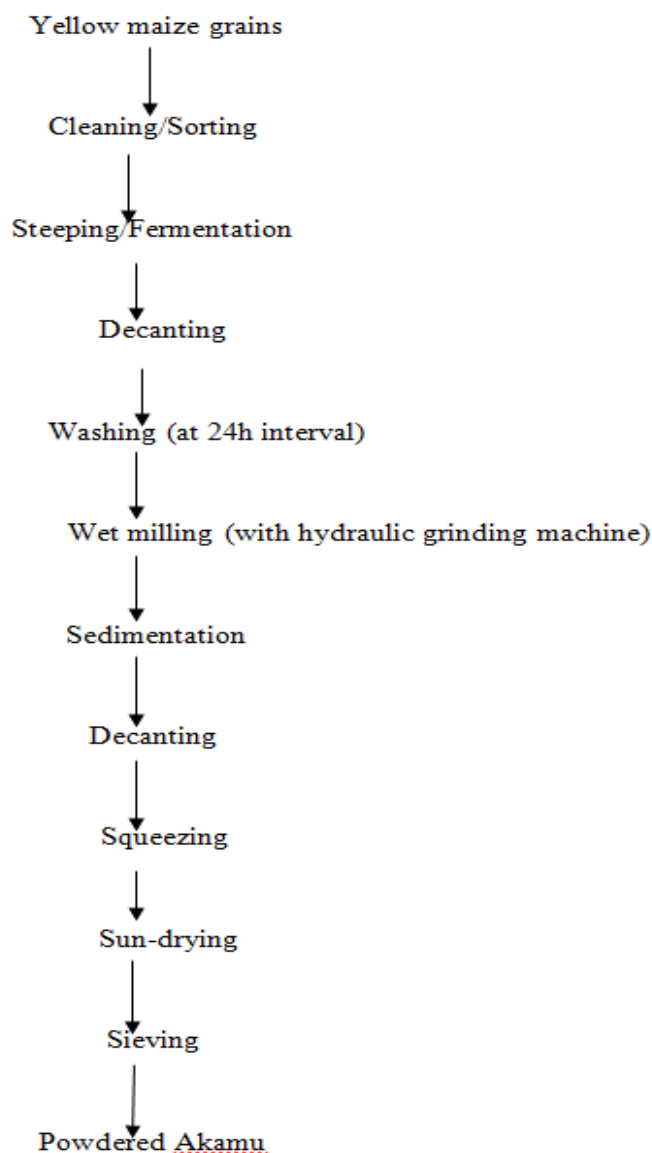 Yellow maize grains
Cleaning/Sorting
Steeping/Fermentation
Decanting
Washing (at 24h interval)
Wet milling (with hydraulic grinding machine)
Sedimentation
Decanting
Squeezing
Sun-drying
Sieving
Powdered Akamu